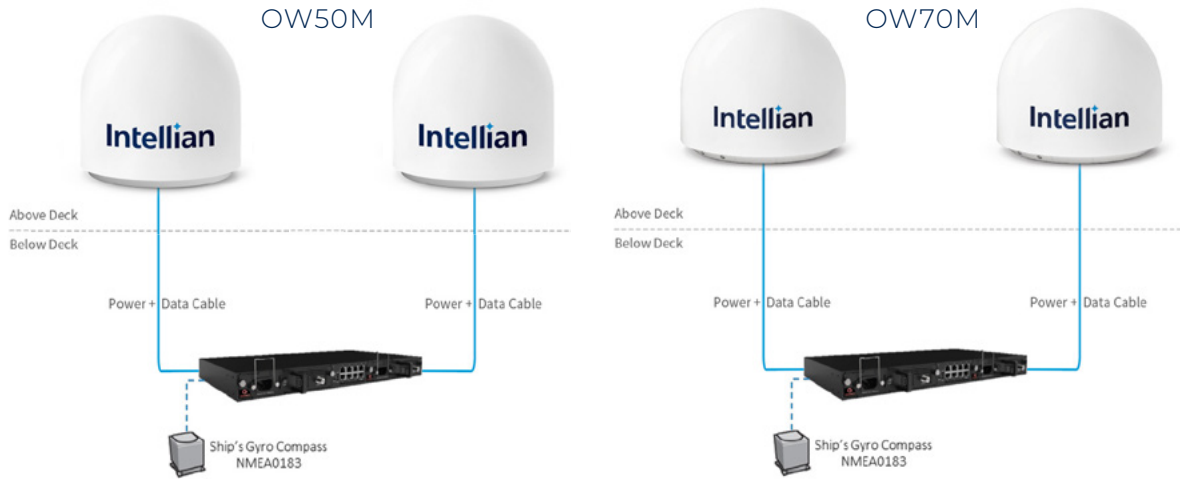 OW50M
OW70M
Intellian
Intellian
Intellian
Intellian
Above Deck
Below Deck
Above Deck
Below Deck
Power + Data Cable
Power + Data Cable
Power + Data Cable
Power + Data Cable
Ship's Gyro Compass
NMEA0183
Ship's Gyro Compass
NMEA0183